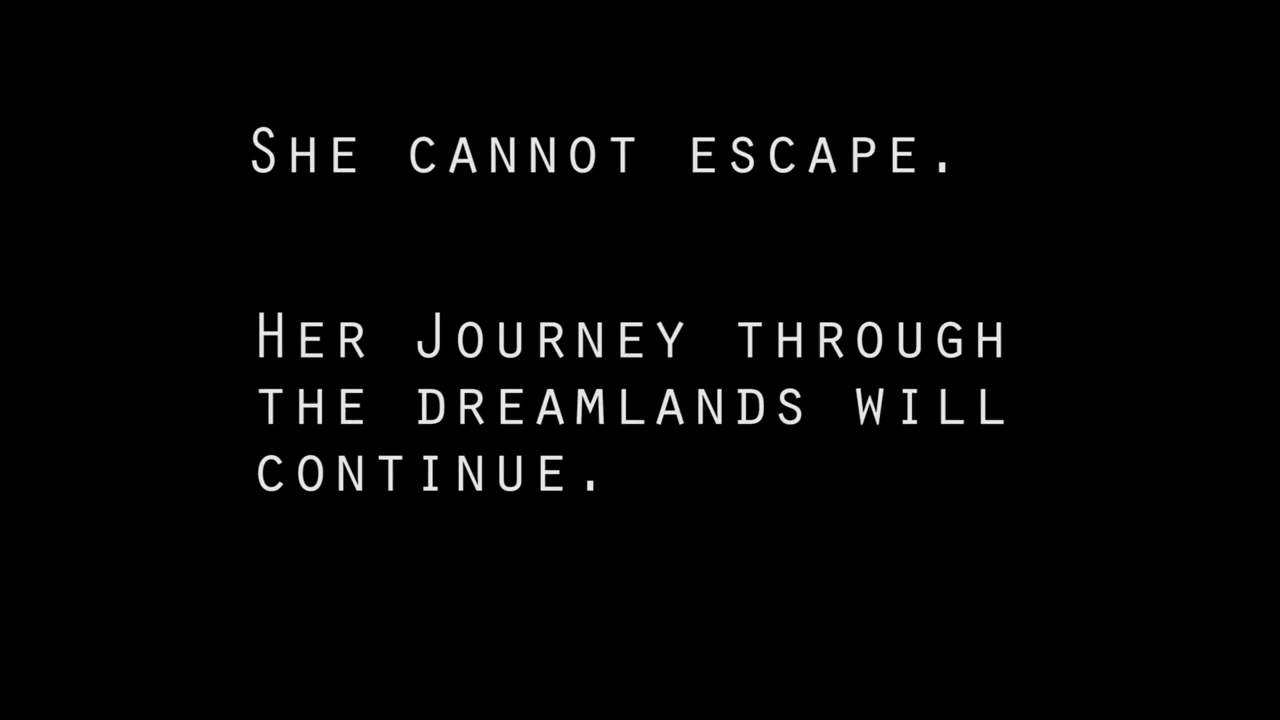 She cannot escape.
Her Journey through
the dreamlands will
continue.